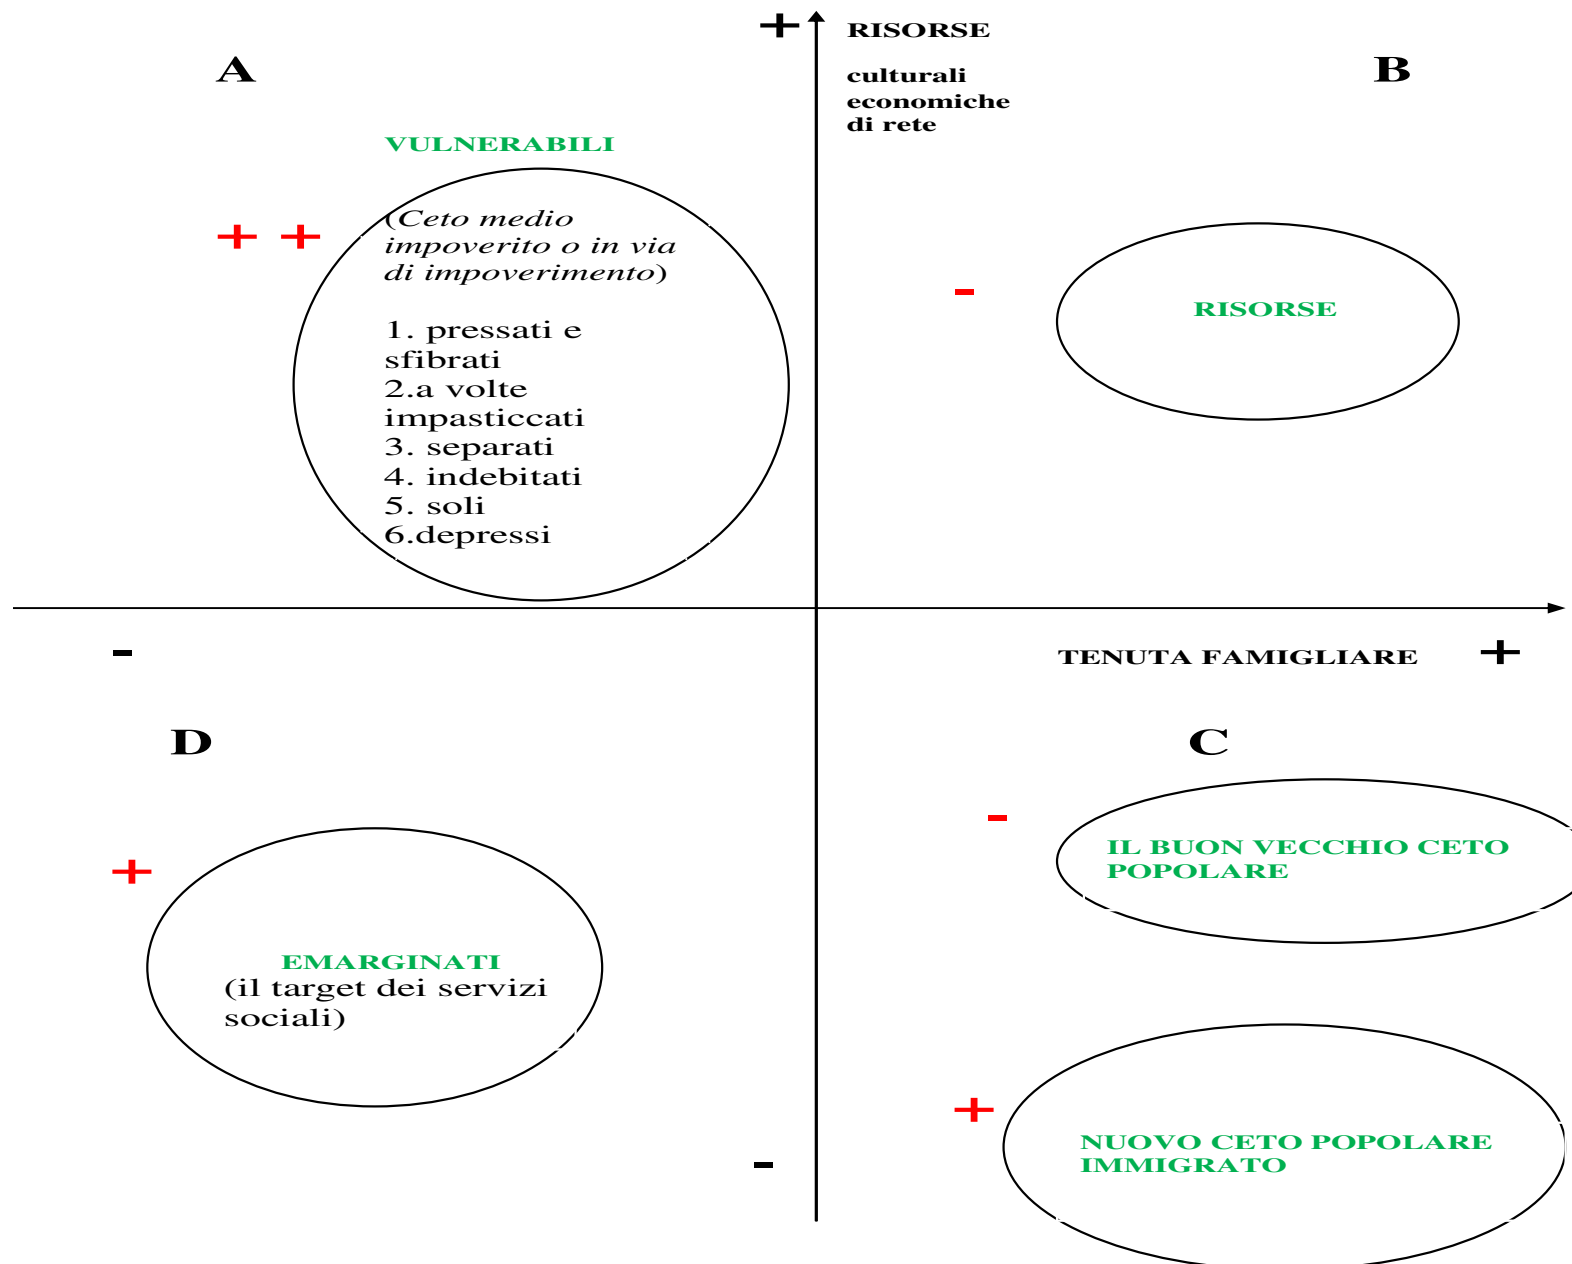 + RISORSE
A
B
culturali
economiche
di rete
VULNERABILI
(Ceto medio
impoverito o in via
di impoverimento)
+ +
1. pressati e
sfibrati
2.a volte
impasticcati
3. separati
4. indebitati
5. soli
6.depressi
-
RISORSE
-
TENUTA FAMIGLIARE +
D
C
+
EMARGINATI
(il target dei servizi
sociali)
-
-
IL BUON VECCHIO CETO
POPOLARE
+
NUOVO CETO POPOLARE
IMMIGRATO